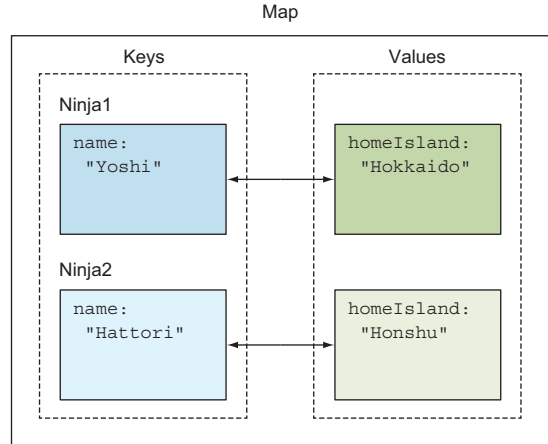 Map
Keys
Values
Ninja1
name:
"Yoshi"
homeIsland:
"Hokkaido"
Ninja2
name:
"Hattori"
homeIsland:
"Honshu"